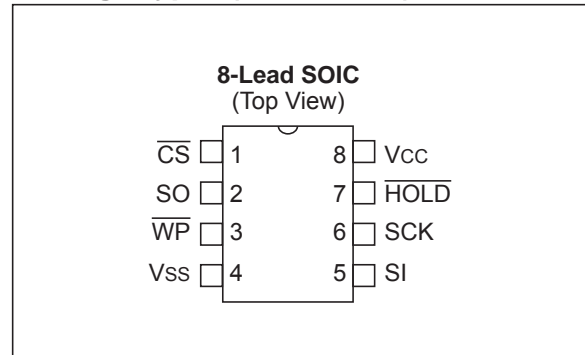 8-Lead SOIC
(Top View)
CS 1 8 Vcc
SO 2 7 HOLD
WP 3 6 SCK
Vss 4 5 SI